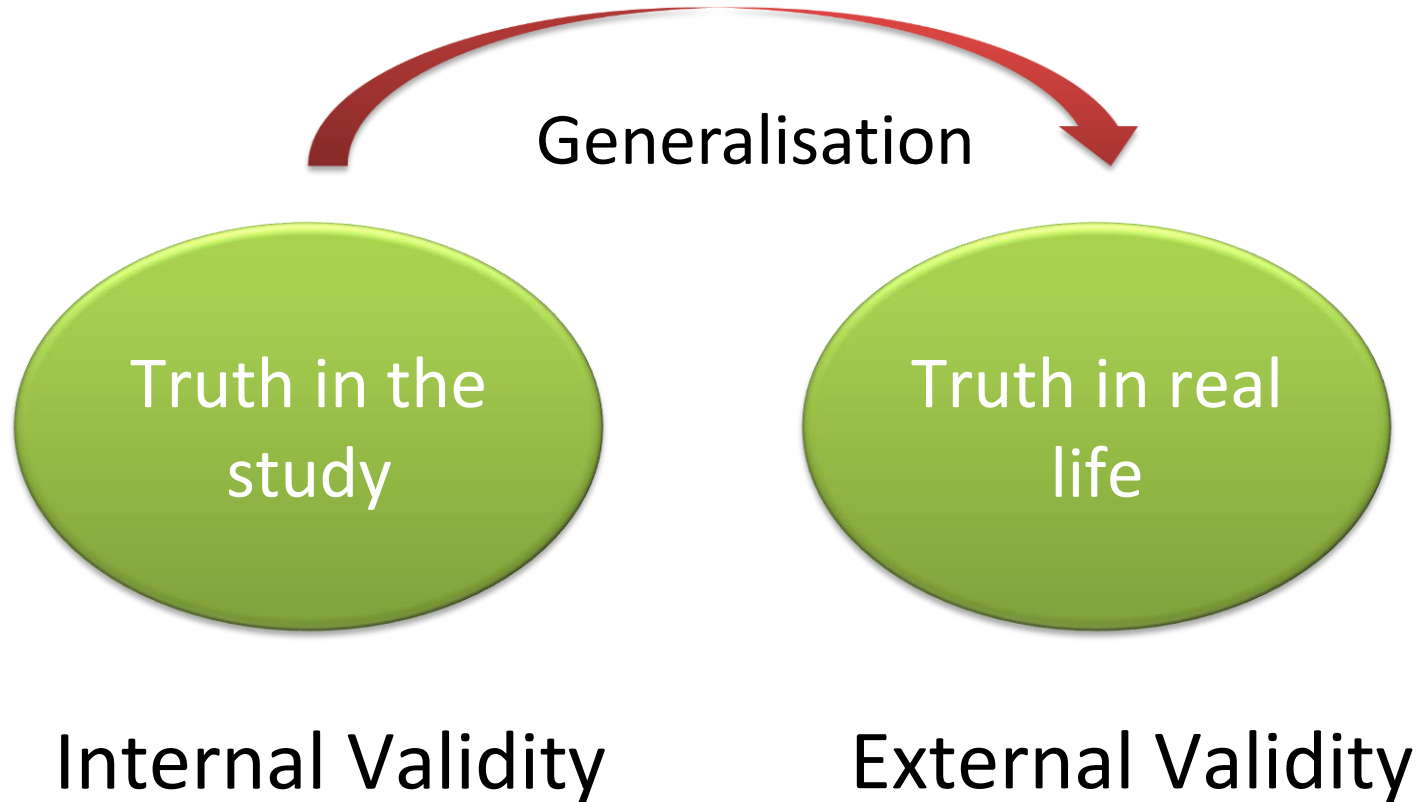 Generalisation
Truth in the
study
Truth in real
life
Internal Validity
External Validity